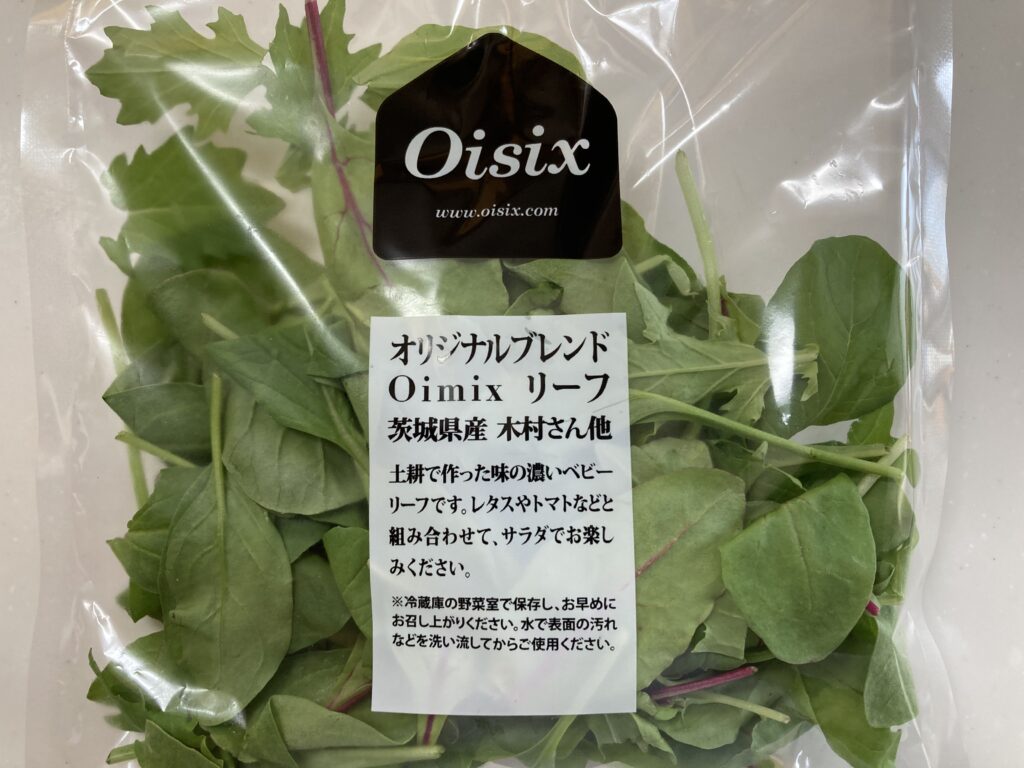 Oisix
www.oisix.com
オリジナルブレンド
Oimix リーフ
茨城県産 木村さん他
土耕で作った味の濃いベビー
リーフです。レタスやトマトなどと
組み合わせて、サラダでお楽し
みください。
※冷蔵庫の野菜室で保存し、お早めに
お召し上がりください。水で表面の汚れ
などを洗い流してからご使用ください。